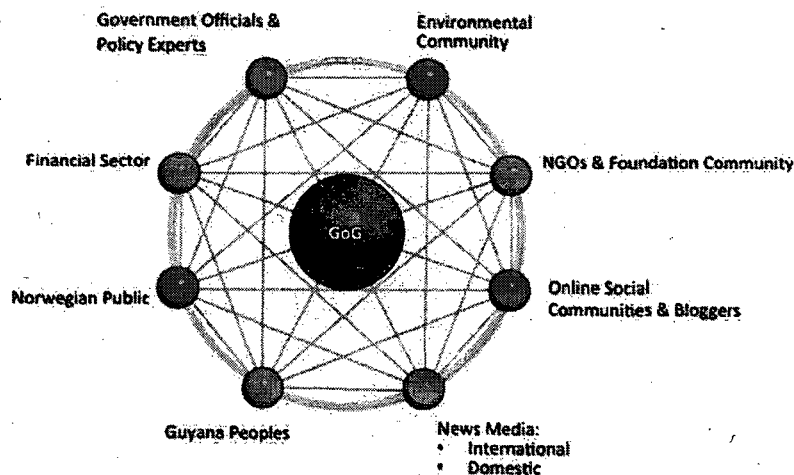 Government Officials &
Policy Experts
Environmental
Community
Financial Sector
NGOs & Foundation Community
GoG
Norwegian Public
Online Social
Communities & Bloggers
Guyana Peoples
News Media:
• International
• Domestic